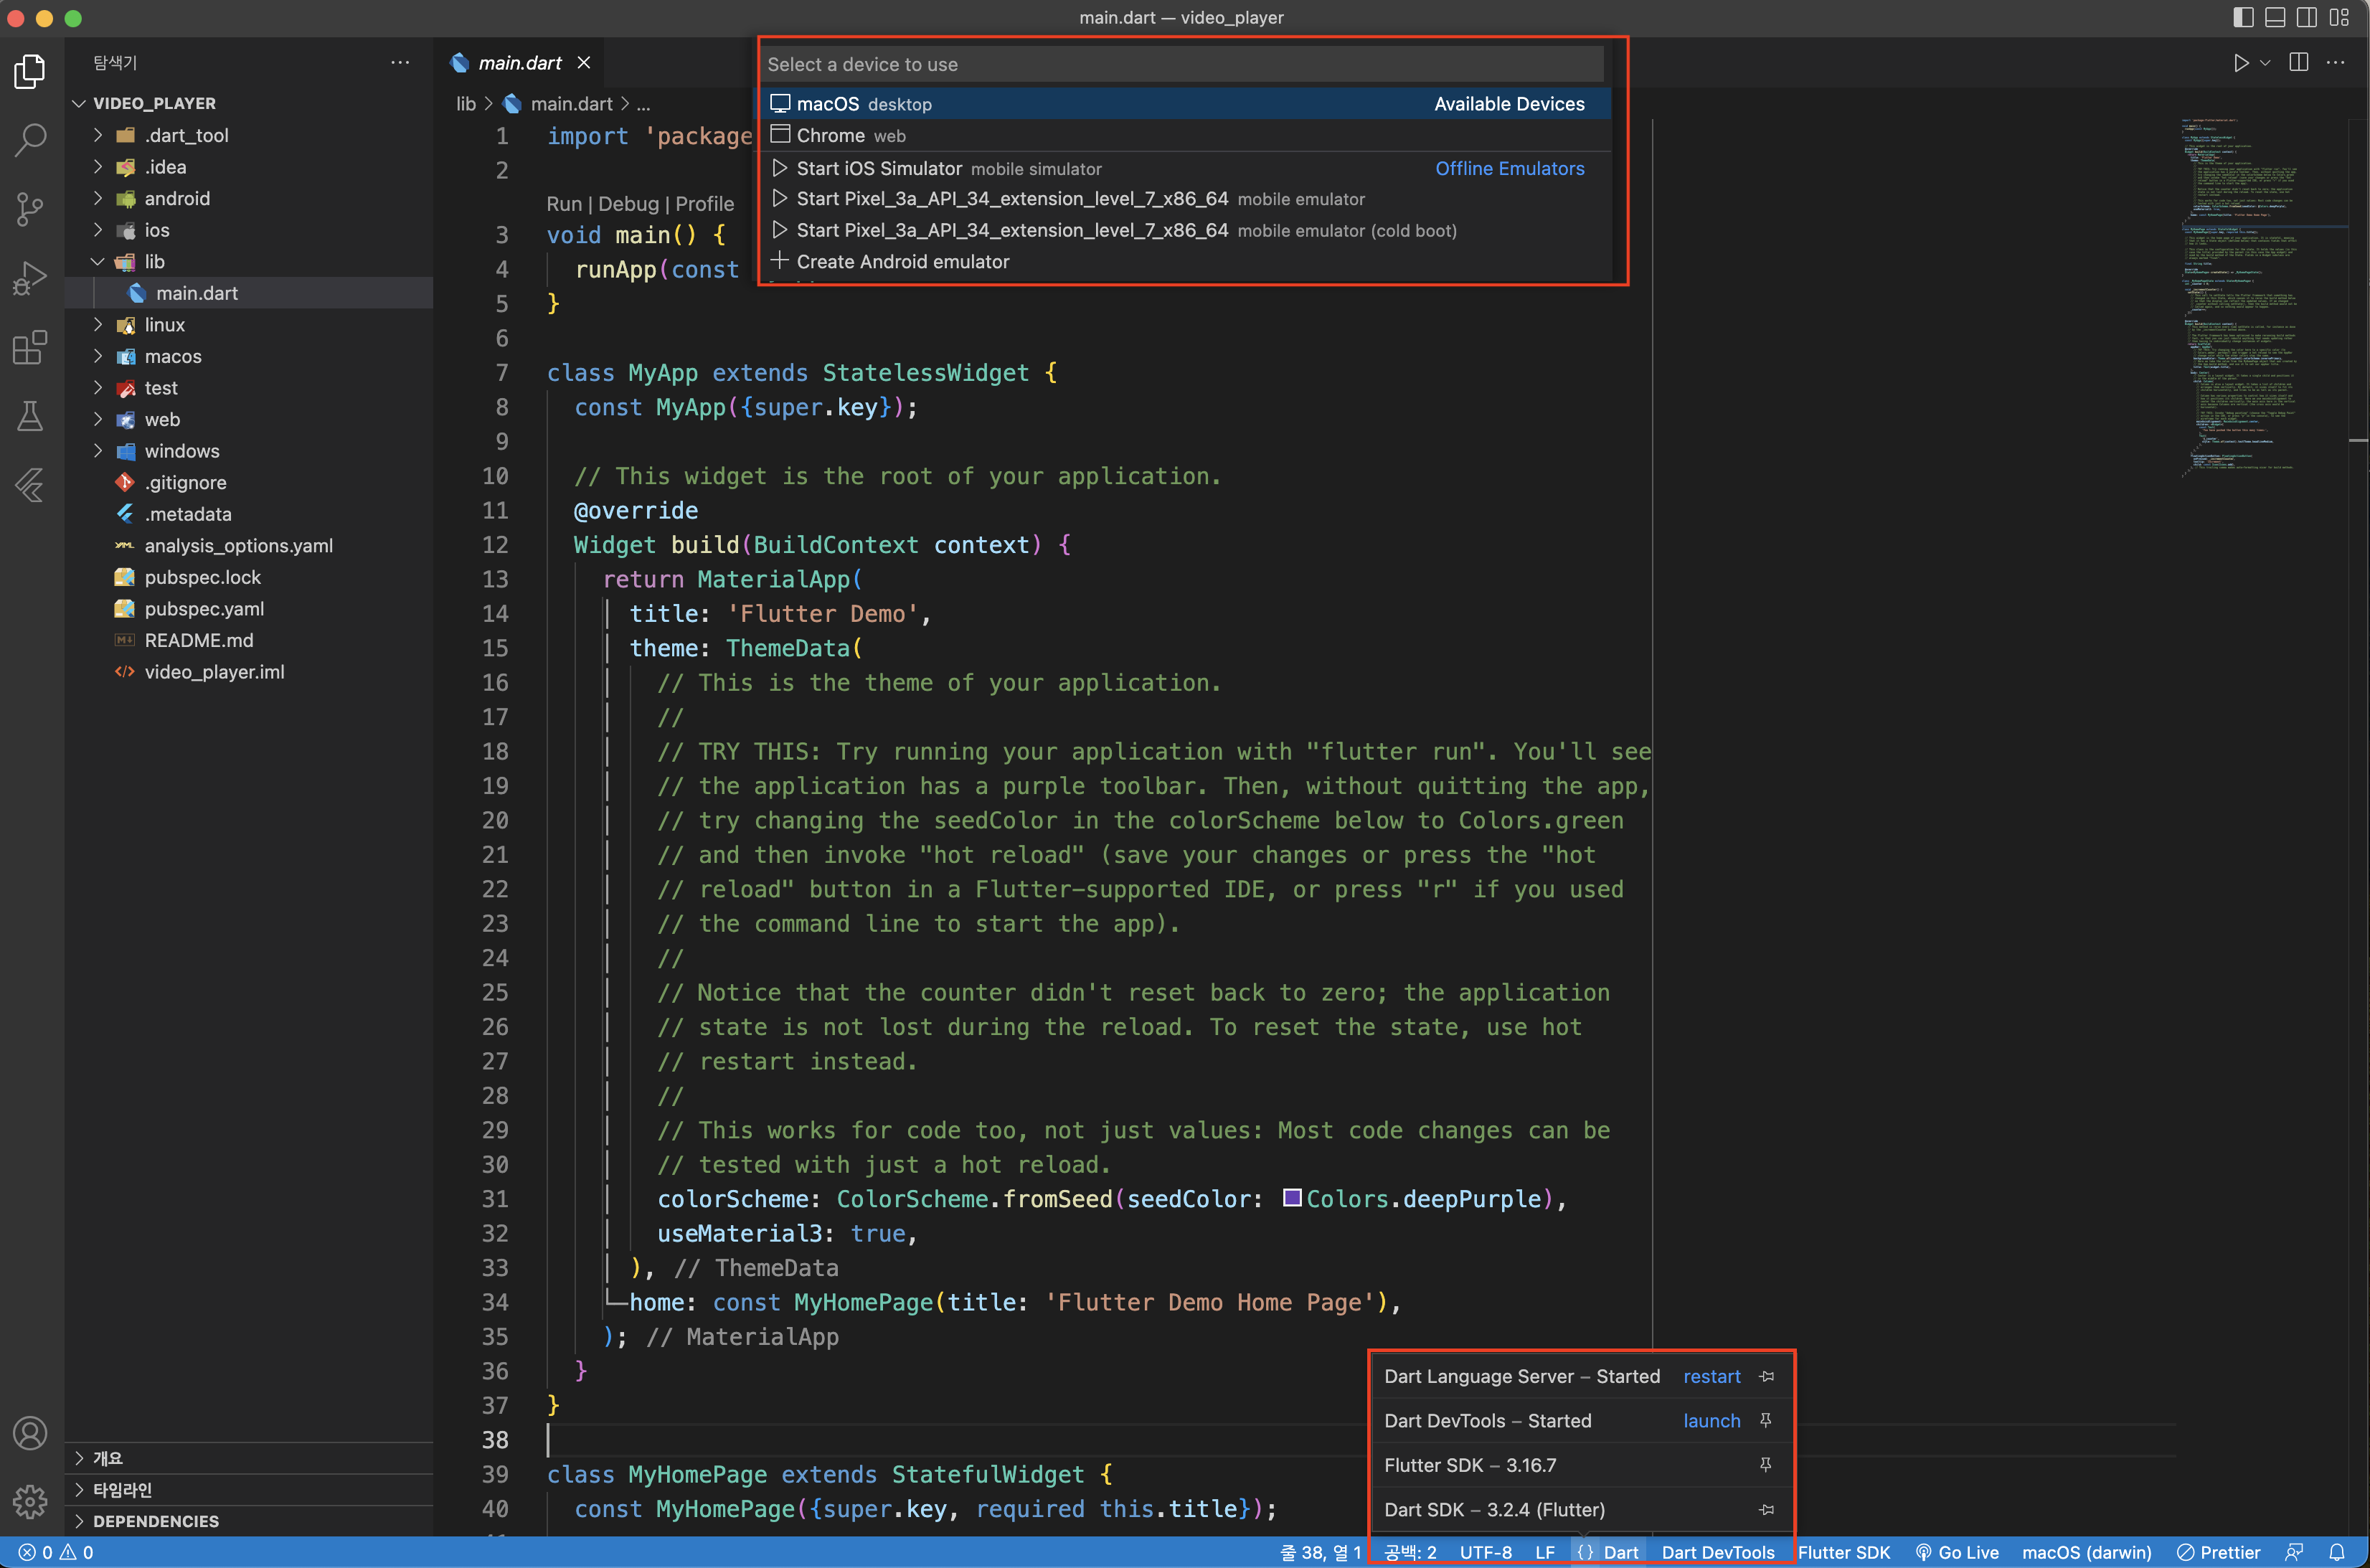 main.dart — video_player
탐색기
VIDEO_PLAYER
.dart_tool
.idea
android
ios
lib
main.dart
linux
macos
test
web
windows
.gitignore
.metadata
analysis_options.yaml
pubspec.lock
pubspec.yaml
README.md
video_player.iml
개요
타임라인
DEPENDENCIES
main.dart
lib > main.dart > ...
Select a device to use
macOS desktop Available Devices
Chrome web
Start iOS Simulator mobile simulator Offline Emulators
Start Pixel_3a_API_34_extension_level_7_x86_64 mobile emulator
Start Pixel_3a_API_34_extension_level_7_x86_64 mobile emulator (cold boot)
Create Android emulator
1 import 'package
2
Run | Debug | Profile
3 void main() {
4 runApp(const
5 }
6
7 class MyApp extends StatelessWidget {
8 const MyApp({super.key});
9
10 // This widget is the root of your application.
11 @override
12 Widget build(BuildContext context) {
13 return MaterialApp(
14 title: 'Flutter Demo',
15 theme: ThemeData(
16 // This is the theme of your application.
17 //
18 // TRY THIS: Try running your application with "flutter run". You'll see
19 // the application has a purple toolbar. Then, without quitting the app,
20 // try changing the seedColor in the colorScheme below to Colors.green
21 // and then invoke "hot reload" (save your changes or press the "hot
22 // reload" button in a Flutter-supported IDE, or press "r" if you used
23 // the command line to start the app).
24 //
25 // Notice that the counter didn't reset back to zero; the application
26 // state is not lost during the reload. To reset the state, use hot
27 // restart instead.
28 //
29 // This works for code too, not just values: Most code changes can be
30 // tested with just a hot reload.
31 colorScheme: ColorScheme.fromSeed(seedColor: Colors.deepPurple),
32 useMaterial3: true,
33 ), // ThemeData
34 home: const MyHomePage(title: 'Flutter Demo Home Page'),
35 ); // MaterialApp
36 }
37 }
38
39 class MyHomePage extends StatefulWidget {
40 const MyHomePage({super.key, required this.title});
Dart Language Server – Started restart
Dart DevTools – Started launch
Flutter SDK – 3.16.7
Dart SDK – 3.2.4 (Flutter)
0 0 줄 38, 열 1 공백: 2 UTF-8 LF {} Dart Dart DevTools Flutter SDK Go Live macOS (darwin) Prettier